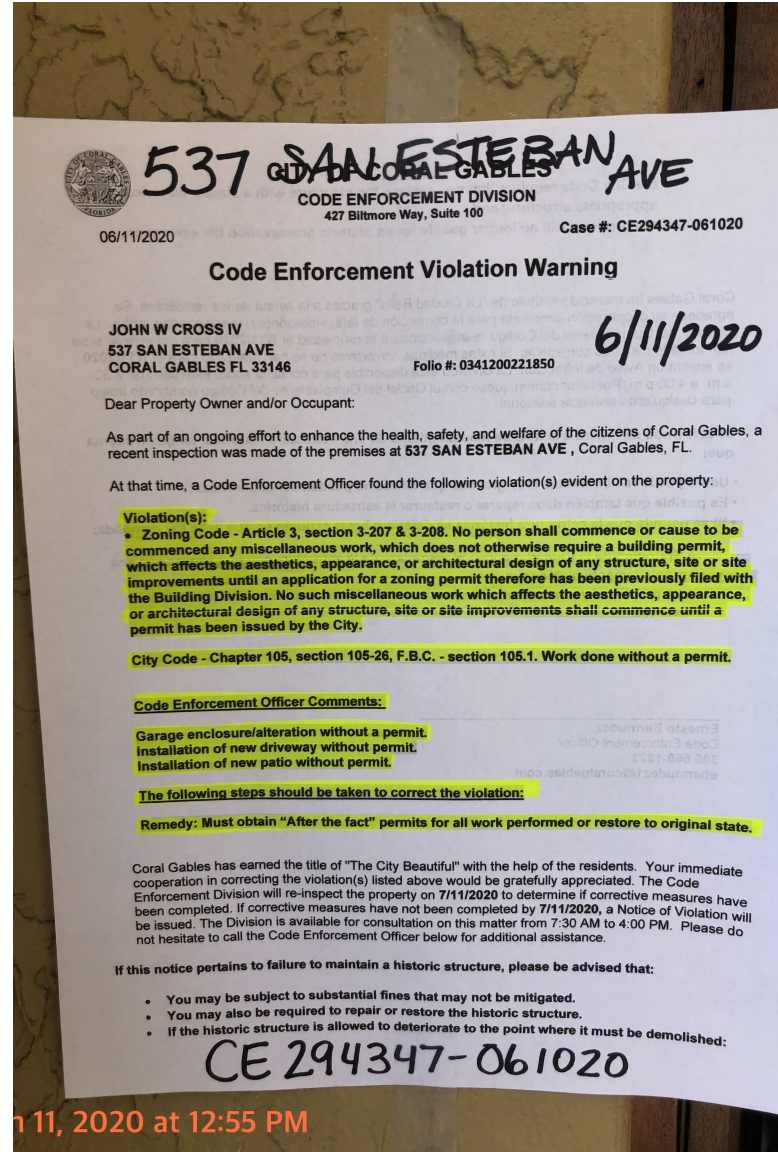 537 SAN ESTEBAN AVE
CITY OF CORAL GABLES
CODE ENFORCEMENT DIVISION
427 Biltmore Way, Suite 100
06/11/2020
Case #: CE294347-061020
Code Enforcement Violation Warning
JOHN W CROSS IV
537 SAN ESTEBAN AVE
CORAL GABLES FL 33146
6/11/2020
Folio #: 0341200221850
Dear Property Owner and/or Occupant:
As part of an ongoing effort to enhance the health, safety, and welfare of the citizens of Coral Gables, a
recent inspection was made of the premises at 537 SAN ESTEBAN AVE , Coral Gables, FL.
At that time, a Code Enforcement Officer found the following violation(s) evident on the property:
Violation(s):
• Zoning Code - Article 3, section 3-207 & 3-208. No person shall commence or cause to be
commenced any miscellaneous work, which does not otherwise require a building permit,
which affects the aesthetics, appearance, or architectural design of any structure, site or site
improvements until an application for a zoning permit therefore has been previously filed with
the Building Division. No such miscellaneous work which affects the aesthetics, appearance,
or architectural design of any structure, site or site improvements shall commence until a
permit has been issued by the City.
City Code - Chapter 105, section 105-26, F.B.C. - section 105.1. Work done without a permit.
Code Enforcement Officer Comments:
Garage enclosure/alteration without a permit.
Installation of new driveway without permit.
Installation of new patio without permit.
The following steps should be taken to correct the violation:
Remedy: Must obtain “After the fact” permits for all work performed or restore to original state.
Coral Gables has earned the title of "The City Beautiful" with the help of the residents. Your immediate
cooperation in correcting the violation(s) listed above would be gratefully appreciated. The Code
Enforcement Division will re-inspect the property on 7/11/2020 to determine if corrective measures have
been completed. If corrective measures have not been completed by 7/11/2020, a Notice of Violation will
be issued. The Division is available for consultation on this matter from 7:30 AM to 4:00 PM. Please do
not hesitate to call the Code Enforcement Officer below for additional assistance.
If this notice pertains to failure to maintain a historic structure, please be advised that:
• You may be subject to substantial fines that may not be mitigated.
• You may also be required to repair or restore the historic structure.
• If the historic structure is allowed to deteriorate to the point where it must be demolished:
CE294347-061020
11, 2020 at 12:55 PM